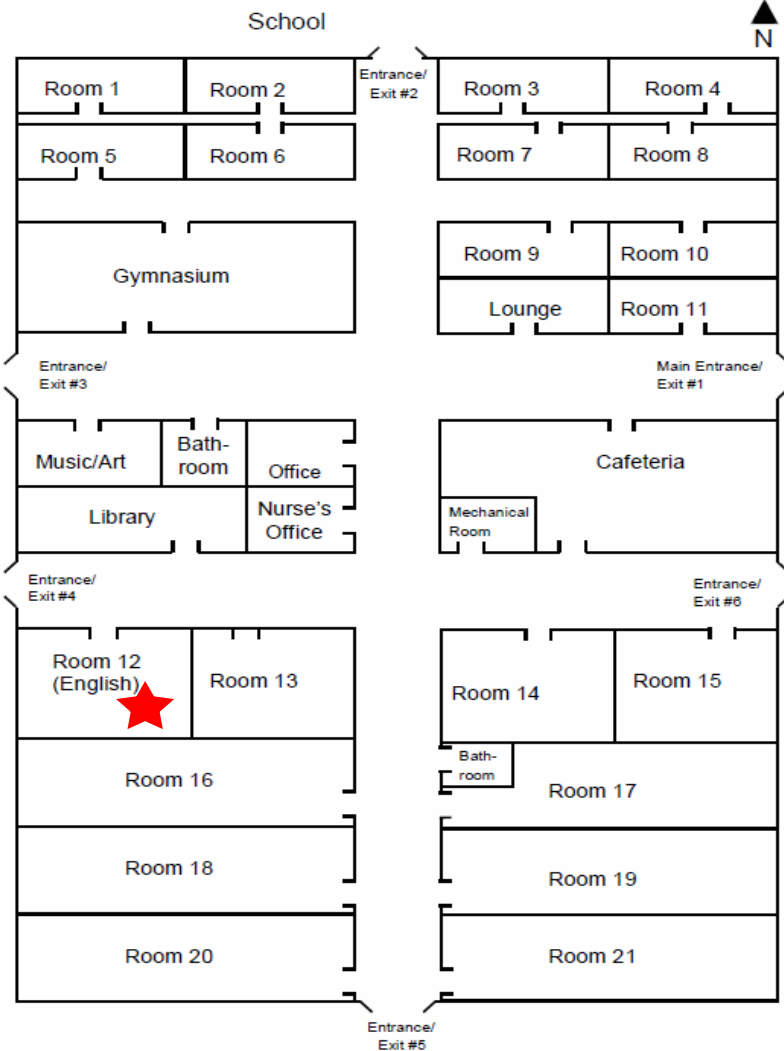 School
N
Entrance/
Exit #2
Room 1
Room 2
Room 3
Room 4
Room 5
Room 6
Room 7
Room 8
Gymnasium
Room 9
Room 10
Lounge
Room 11
Entrance/
Exit #3
Main Entrance/
Exit #1
Music/Art
Bath-
room
Office
Cafeteria
Library
Nurse's
Office
Mechanical
Room
Entrance/
Exit #4
Entrance/
Exit #6
Room 12
(English)
Room 13
Room 14
Room 15
Room 16
Bath-
room
Room 17
Room 18
Room 19
Room 20
Room 21
Entrance/
Exit #5